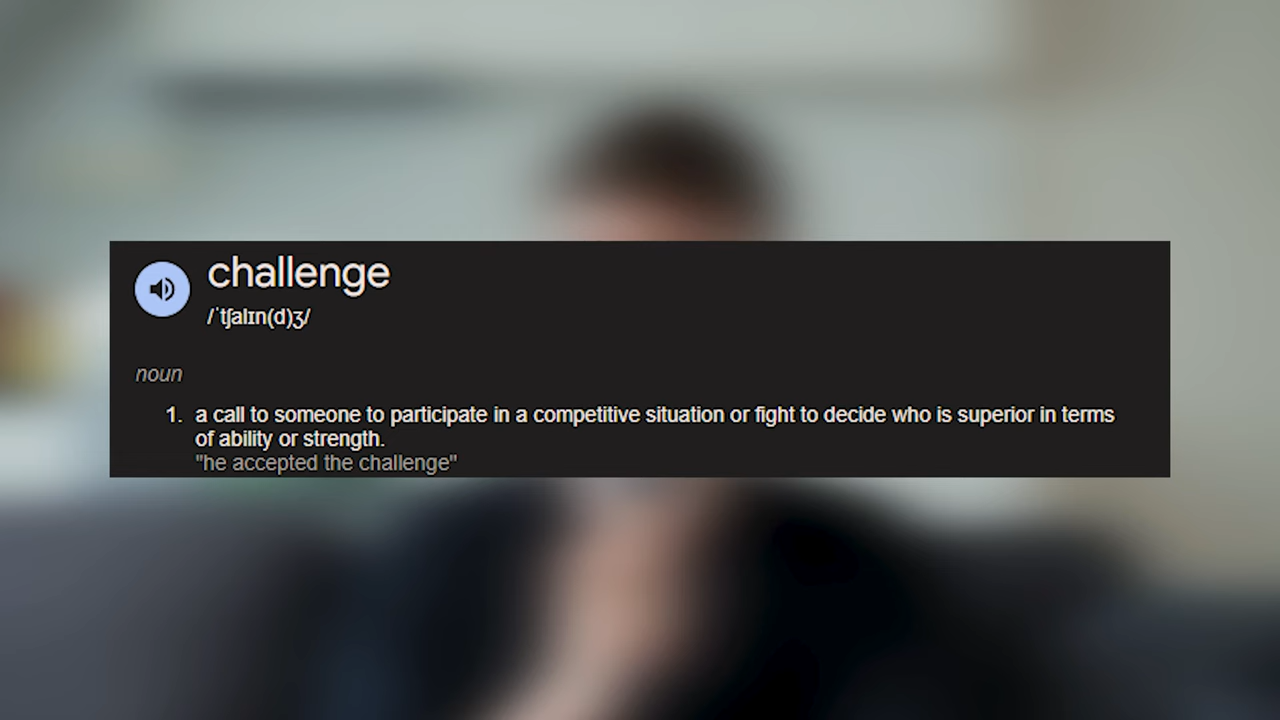 challenge
/ˈtʃalɪn(d)ʒ/
noun
1. a call to someone to participate in a competitive situation or fight to decide who is superior in terms
of ability or strength.
"he accepted the challenge"